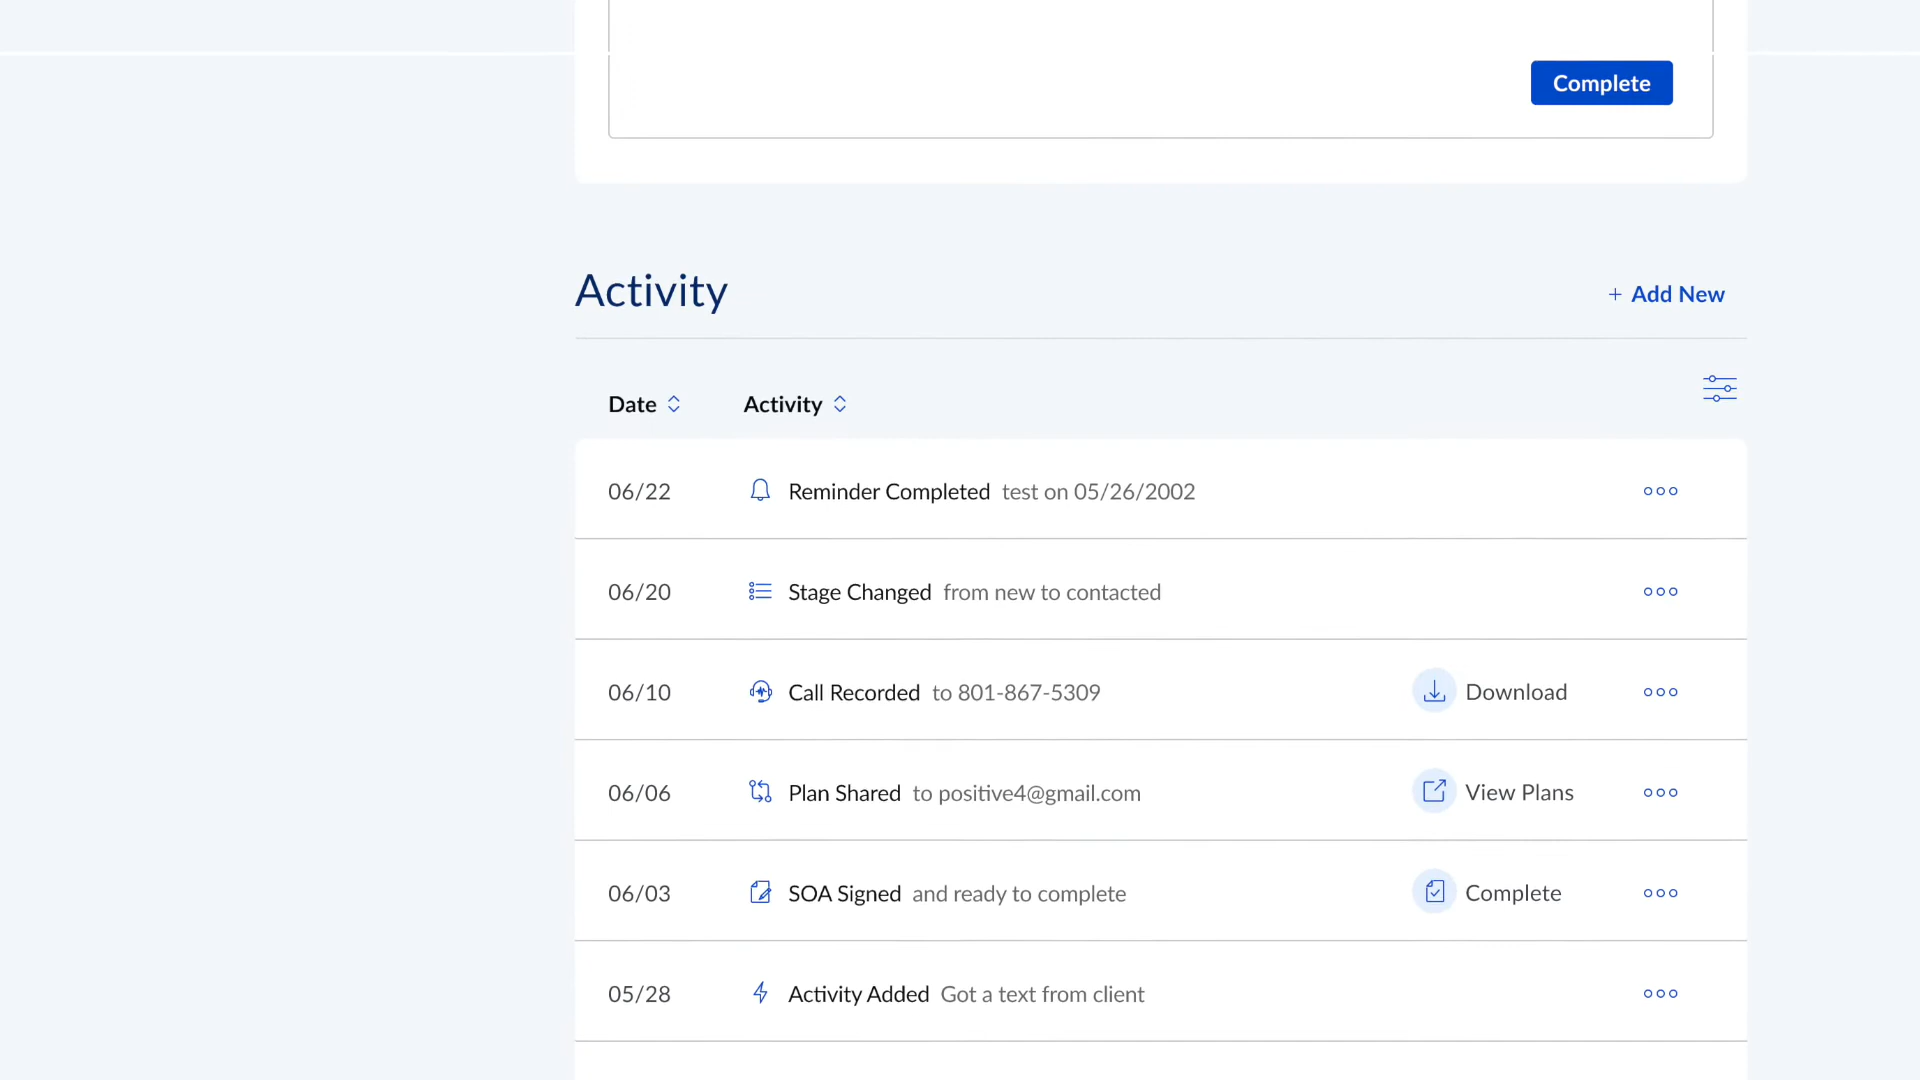 Complete
Activity
+ Add New
Date Activity
06/22 Reminder Completed test on 05/26/2002
06/20 Stage Changed from new to contacted
06/10 Call Recorded to 801-867-5309 Download
06/06 Plan Shared to positive4@gmail.com View Plans
06/03 SOA Signed and ready to complete Complete
05/28 Activity Added Got a text from client